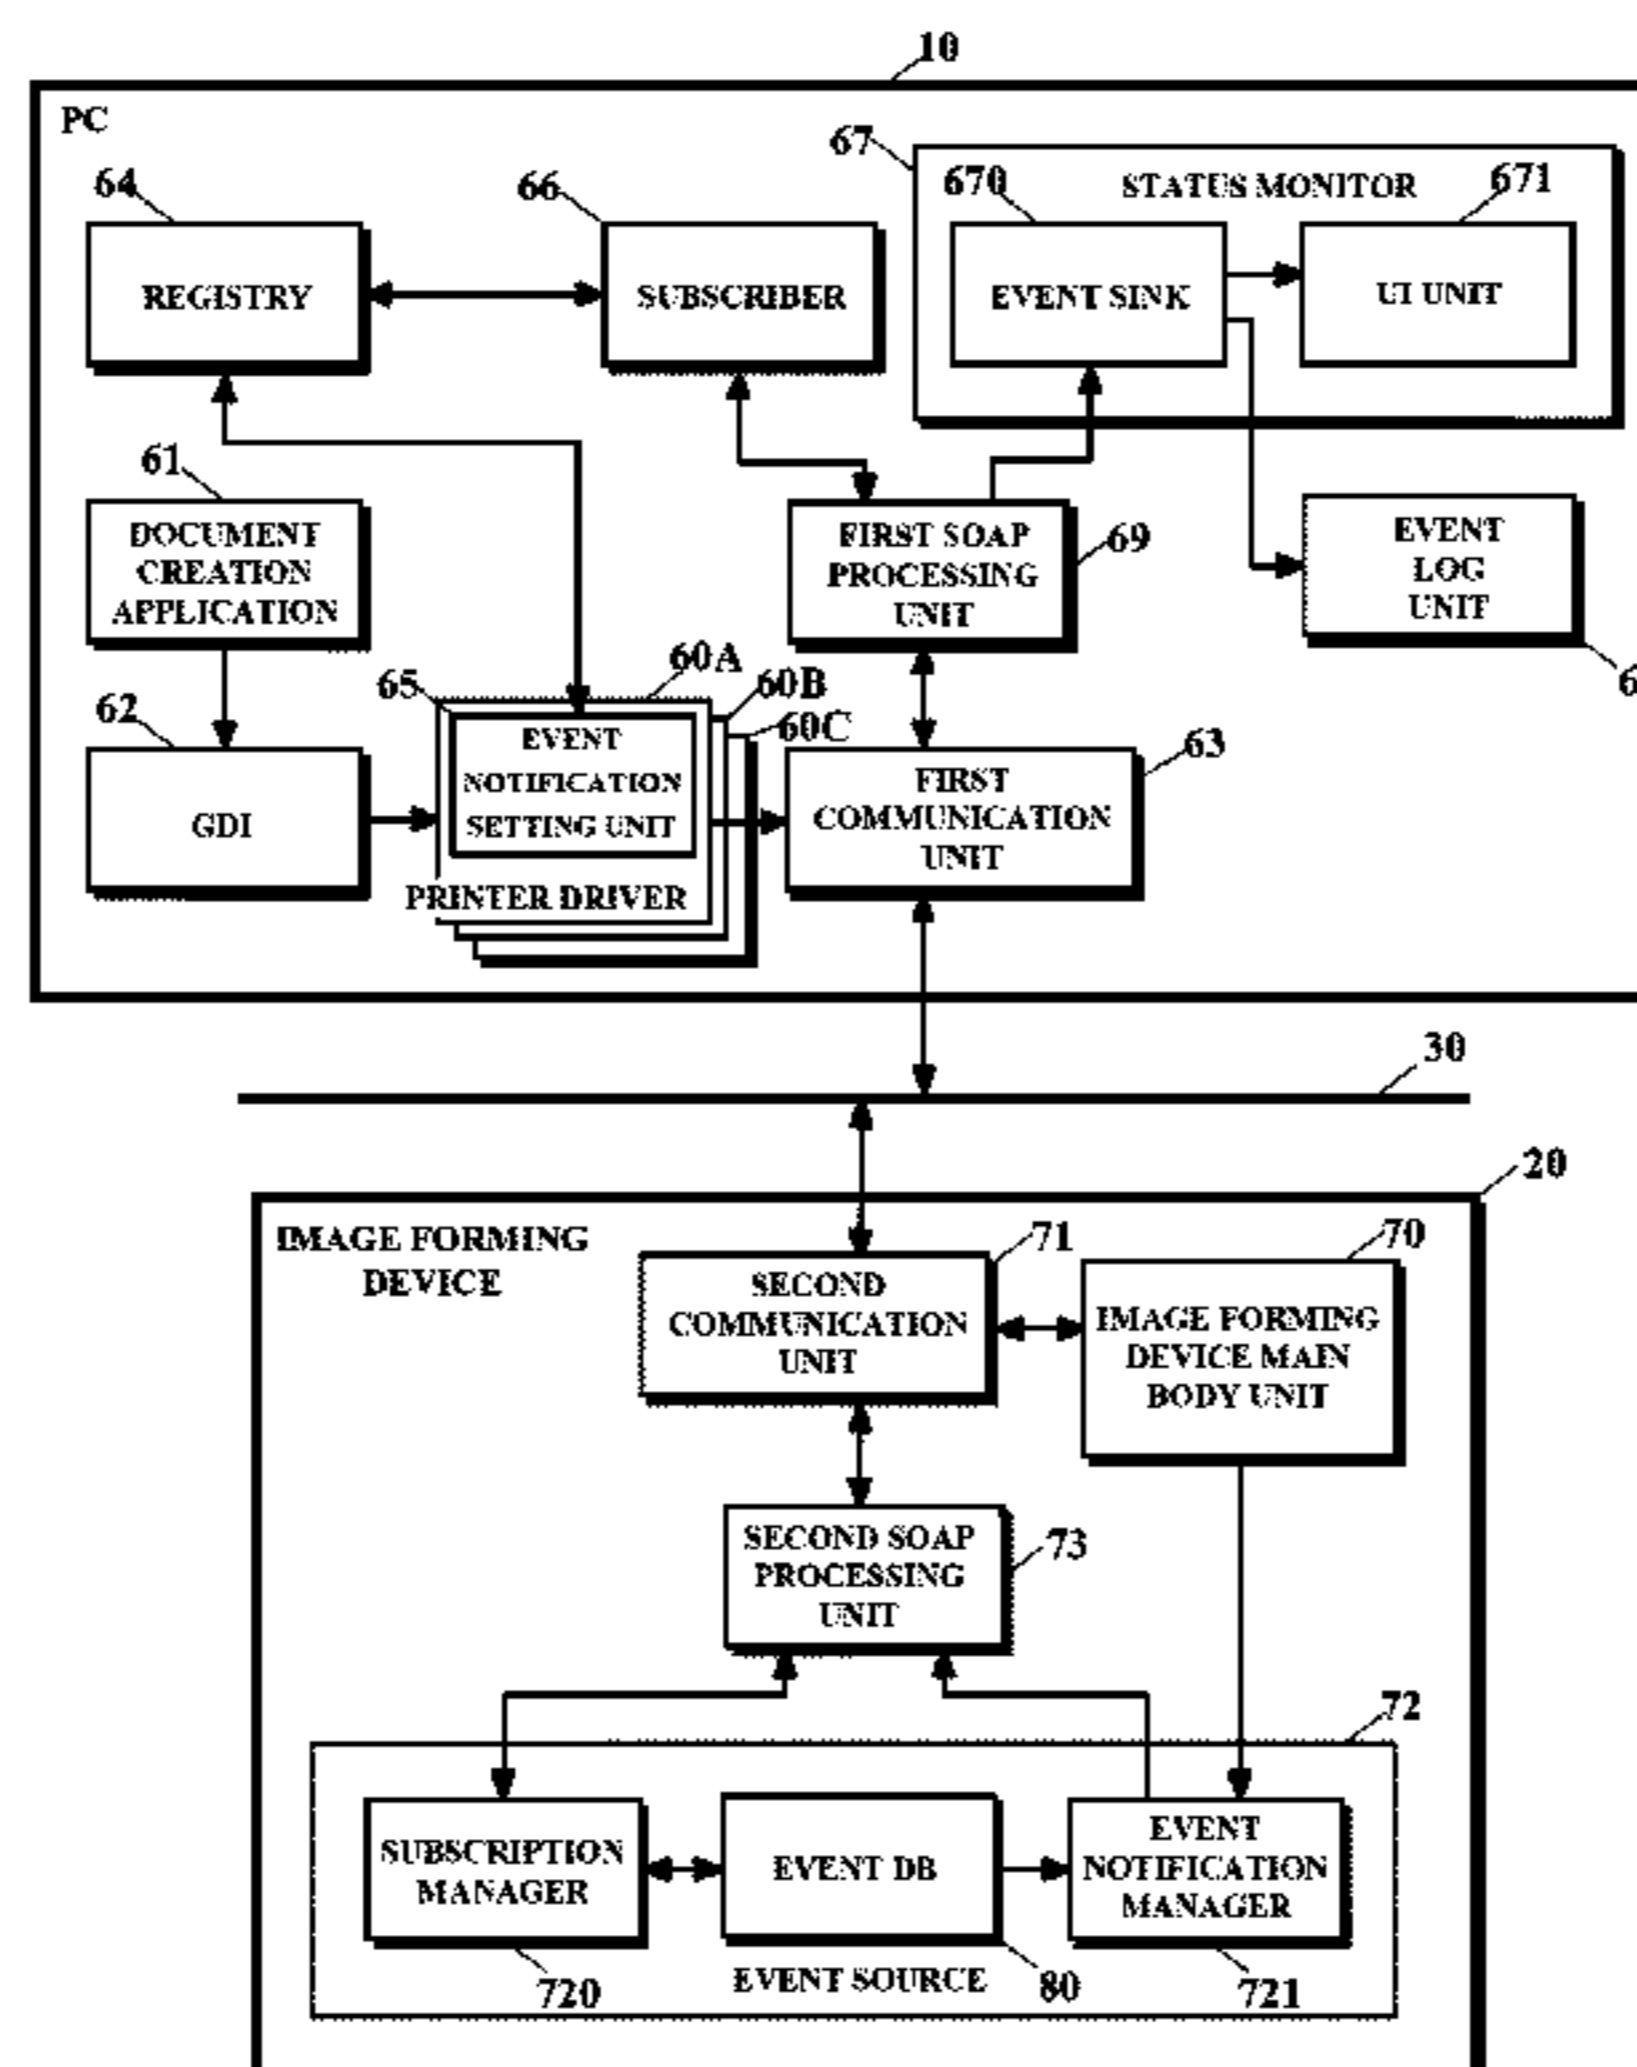 10
PC
67
64
66
670
STATUS MONITOR
671
REGISTRY
SUBSCRIBER
EVENT SINK
UI UNIT
61
DOCUMENT
CREATION
APPLICATION
FIRST SOAP
PROCESSING
UNIT
69
EVENT
LOG
UNIT
6
62
65
60A
60B
60C
63
GDI
EVENT
NOTIFICATION
SETTING UNIT
PRINTER DRIVER
FIRST
COMMUNICATION
UNIT
30
20
IMAGE FORMING
DEVICE
71
70
SECOND
COMMUNICATION
UNIT
IMAGE FORMING
DEVICE MAIN
BODY UNIT
SECOND SOAP
PROCESSING
UNIT
73
72
SUBSCRIPTION
MANAGER
EVENT DB
EVENT
NOTIFICATION
MANAGER
720
EVENT SOURCE
80
721